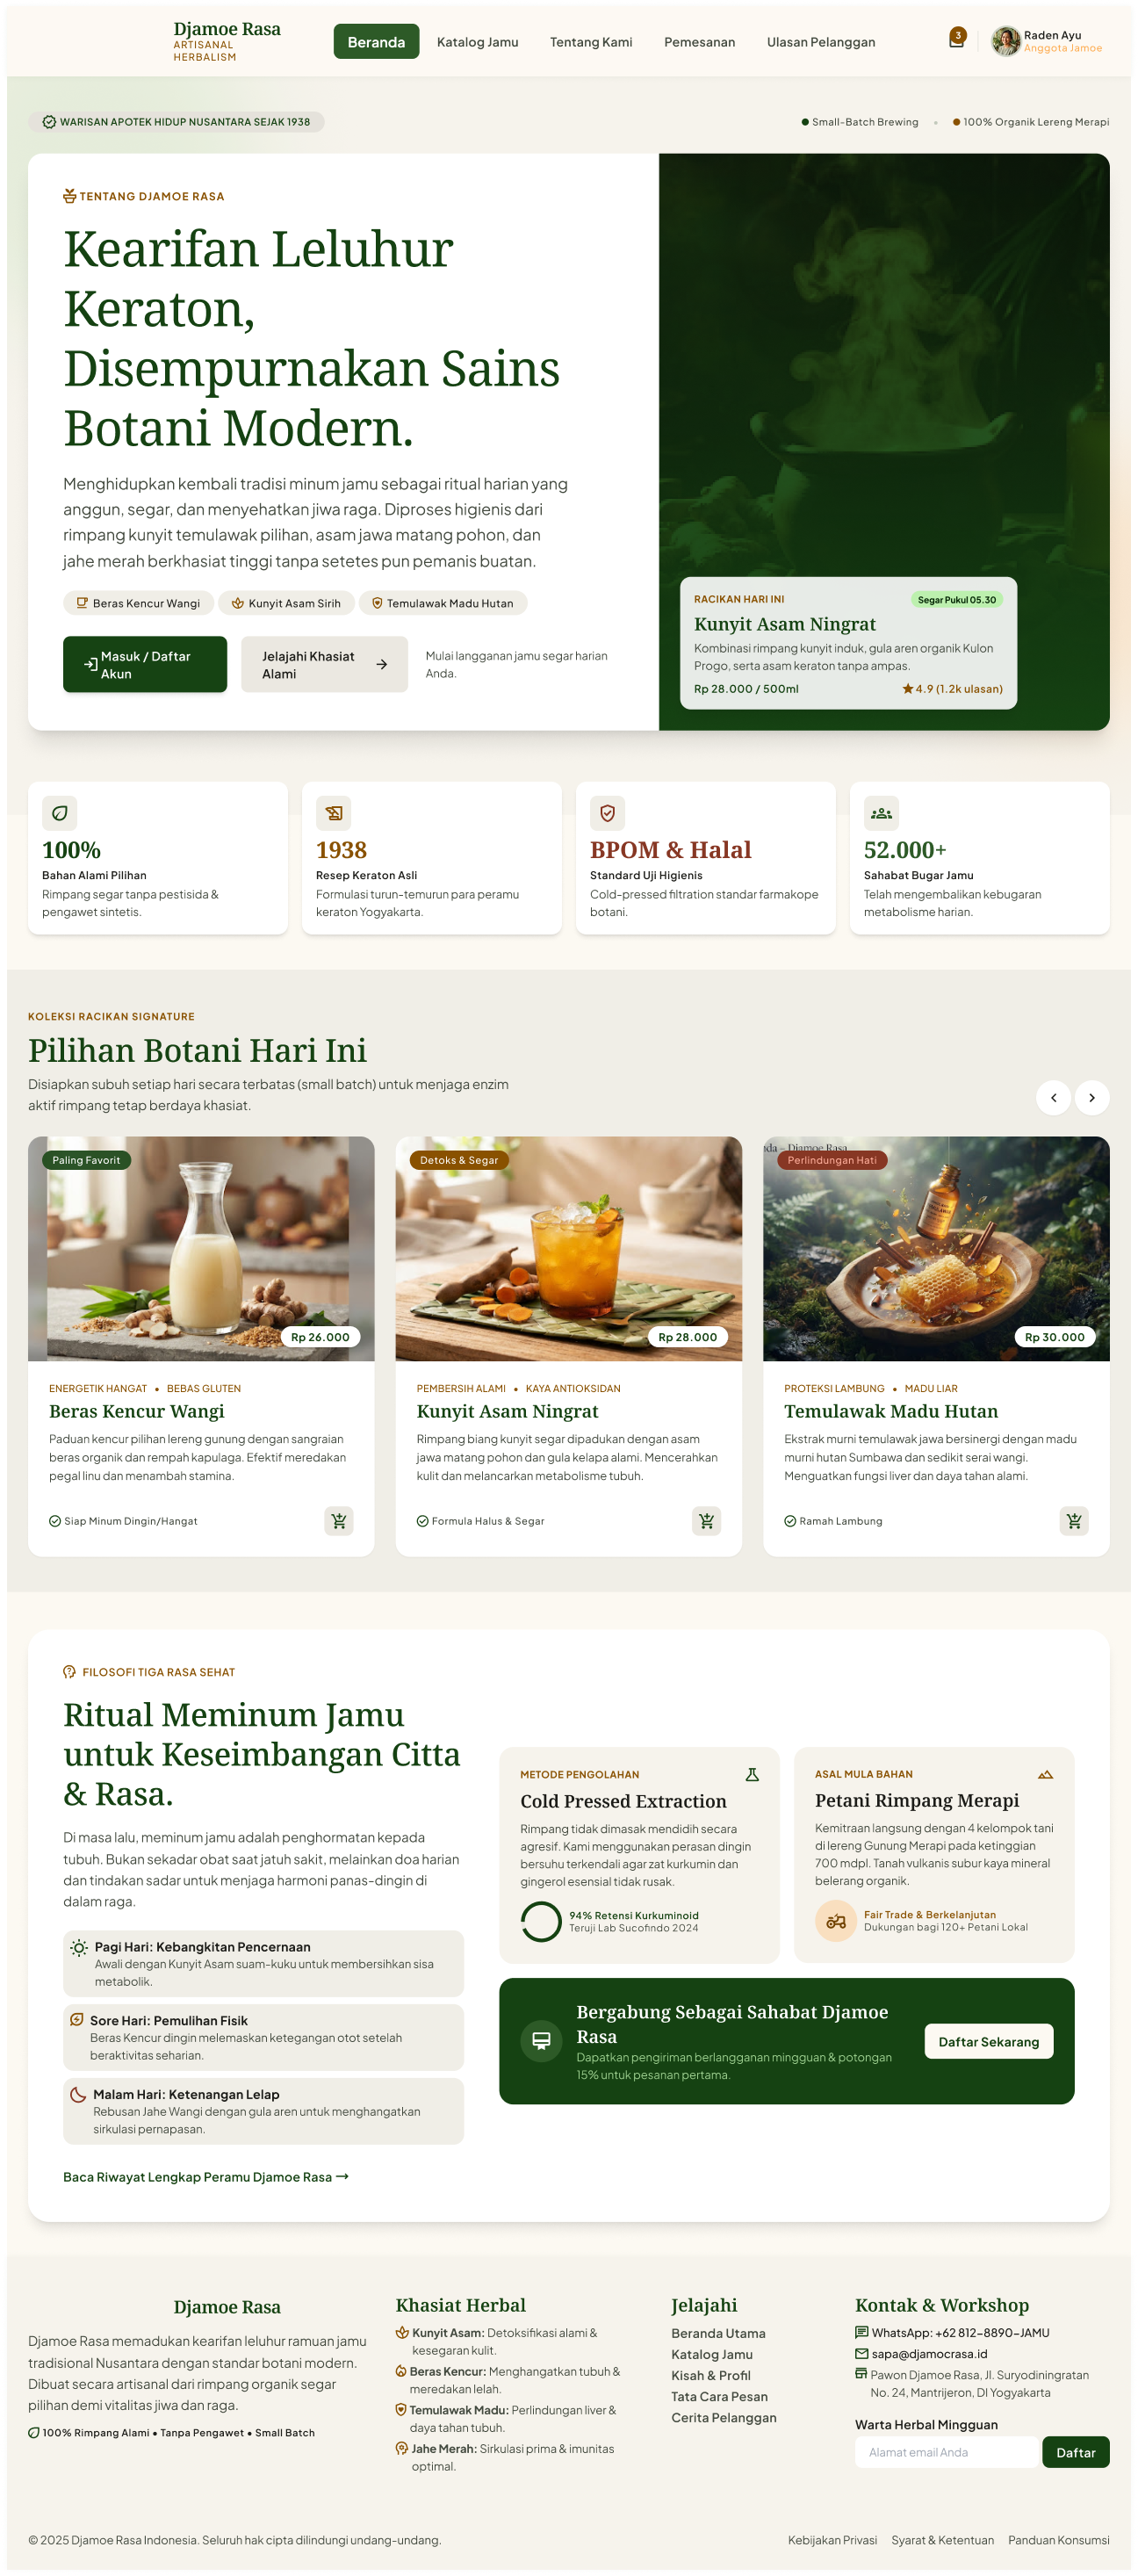 Djamoe Rasa
ARTISANAL
HERBALISM
Beranda
Katalog Jamu
Tentang Kami
Pemesanan
Ulasan Pelanggan
3
Raden Ayu
Anggota Jamoe
WARISAN APOTEK HIDUP NUSANTARA SEJAK 1938
Small-Batch Brewing
100% Organik Lereng Merapi
TENTANG DJAMOE RASA
Kearifan Leluhur
Keraton,
Disempurnakan Sains
Botani Modern.
Menghidupkan kembali tradisi minum jamu sebagai ritual harian yang
anggun, segar, dan menyehatkan jiwa raga. Diproses higienis dari
rimpang kunyit temulawak pilihan, asam jawa matang pohon, dan
jahe merah berkhasiat tinggi tanpa setetes pun pemanis buatan.
Beras Kencur Wangi
Kunyit Asam Sirih
Temulawak Madu Hutan
Masuk / Daftar
Akun
Jelajahi Khasiat
Alami
Mulai langganan jamu segar harian
Anda.
RACIKAN HARI INI
Segar Pukul 05.30
Kunyit Asam Ningrat
Kombinasi rimpang kunyit induk, gula aren organik Kulon
Progo, serta asam keraton tanpa ampas.
Rp 28.000 / 500ml
4.9 (1.2k ulasan)
100%
Bahan Alami Pilihan
Rimpang segar tanpa pestisida &
pengawet sintetis.
1938
Resep Keraton Asli
Formulasi turun-temurun para peramu
keraton Yogyakarta.
BPOM & Halal
Standard Uji Higienis
Cold-pressed filtration standar farmakope
botani.
52.000+
Sahabat Bugar Jamu
Telah mengembalikan kebugaran
metabolisme harian.
KOLEKSI RACIKAN SIGNATURE
Pilihan Botani Hari Ini
Disiapkan subuh setiap hari secara terbatas (small batch) untuk menjaga enzim
aktif rimpang tetap berdaya khasiat.
Paling Favorit
Rp 26.000
ENERGETIK HANGAT • BEBAS GLUTEN
Beras Kencur Wangi
Paduan kencur pilihan lereng gunung dengan sangraian
beras organik dan rempah kapulaga. Efektif meredakan
pegal linu dan menambah stamina.
Siap Minum Dingin/Hangat
Detoks & Segar
Rp 28.000
PEMBERSIH ALAMI • KAYA ANTIOKSIDAN
Kunyit Asam Ningrat
Rimpang biang kunyit segar dipadukan dengan asam
jawa matang pohon dan gula kelapa alami. Mencerahkan
kulit dan melancarkan metabolisme tubuh.
Formula Halus & Segar
da – Djamoe Rasa
Perlindungan Hati
Rp 30.000
PROTEKSI LAMBUNG • MADU LIAR
Temulawak Madu Hutan
Ekstrak murni temulawak jawa bersinergi dengan madu
murni hutan Sumbawa dan sedikit serai wangi.
Menguatkan fungsi liver dan daya tahan alami.
Ramah Lambung
FILOSOFI TIGA RASA SEHAT
Ritual Meminum Jamu
untuk Keseimbangan Citta
& Rasa.
Di masa lalu, meminum jamu adalah penghormatan kepada
tubuh. Bukan sekadar obat saat jatuh sakit, melainkan doa harian
dan tindakan sadar untuk menjaga harmoni panas-dingin di
dalam raga.
Pagi Hari: Kebangkitan Pencernaan
Awali dengan Kunyit Asam suam-kuku untuk membersihkan sisa
metabolik.
Sore Hari: Pemulihan Fisik
Beras Kencur dingin melemaskan ketegangan otot setelah
beraktivitas seharian.
Malam Hari: Ketenangan Lelap
Rebusan Jahe Wangi dengan gula aren untuk menghangatkan
sirkulasi pernapasan.
Baca Riwayat Lengkap Peramu Djamoe Rasa →
METODE PENGOLAHAN
Cold Pressed Extraction
Rimpang tidak dimasak mendidih secara
agresif. Kami menggunakan perasan dingin
bersuhu terkendali agar zat kurkumin dan
gingerol esensial tidak rusak.
94% Retensi Kurkuminoid
Teruji Lab Sucofindo 2024
ASAL MULA BAHAN
Petani Rimpang Merapi
Kemitraan langsung dengan 4 kelompok tani
di lereng Gunung Merapi pada ketinggian
700 mdpl. Tanah vulkanis subur kaya mineral
belerang organik.
Fair Trade & Berkelanjutan
Dukungan bagi 120+ Petani Lokal
Bergabung Sebagai Sahabat Djamoe
Rasa
Dapatkan pengiriman berlangganan mingguan & potongan
15% untuk pesanan pertama.
Daftar Sekarang
Djamoe Rasa
Djamoe Rasa memadukan kearifan leluhur ramuan jamu
tradisional Nusantara dengan standar botani modern.
Dibuat secara artisanal dari rimpang organik segar
pilihan demi vitalitas jiwa dan raga.
100% Rimpang Alami • Tanpa Pengawet • Small Batch
Khasiat Herbal
Kunyit Asam: Detoksifikasi alami &
kesegaran kulit.
Beras Kencur: Menghangatkan tubuh &
meredakan lelah.
Temulawak Madu: Perlindungan liver &
daya tahan tubuh.
Jahe Merah: Sirkulasi prima & imunitas
optimal.
Jelajahi
Beranda Utama
Katalog Jamu
Kisah & Profil
Tata Cara Pesan
Cerita Pelanggan
Kontak & Workshop
WhatsApp: +62 812-8890-JAMU
sapa@djamocrasa.id
Pawon Djamoe Rasa, Jl. Suryodiningratan
No. 24, Mantrijeron, DI Yogyakarta
Warta Herbal Mingguan
Alamat email Anda
Daftar
© 2025 Djamoe Rasa Indonesia. Seluruh hak cipta dilindungi undang-undang.
Kebijakan Privasi
Syarat & Ketentuan
Panduan Konsumsi